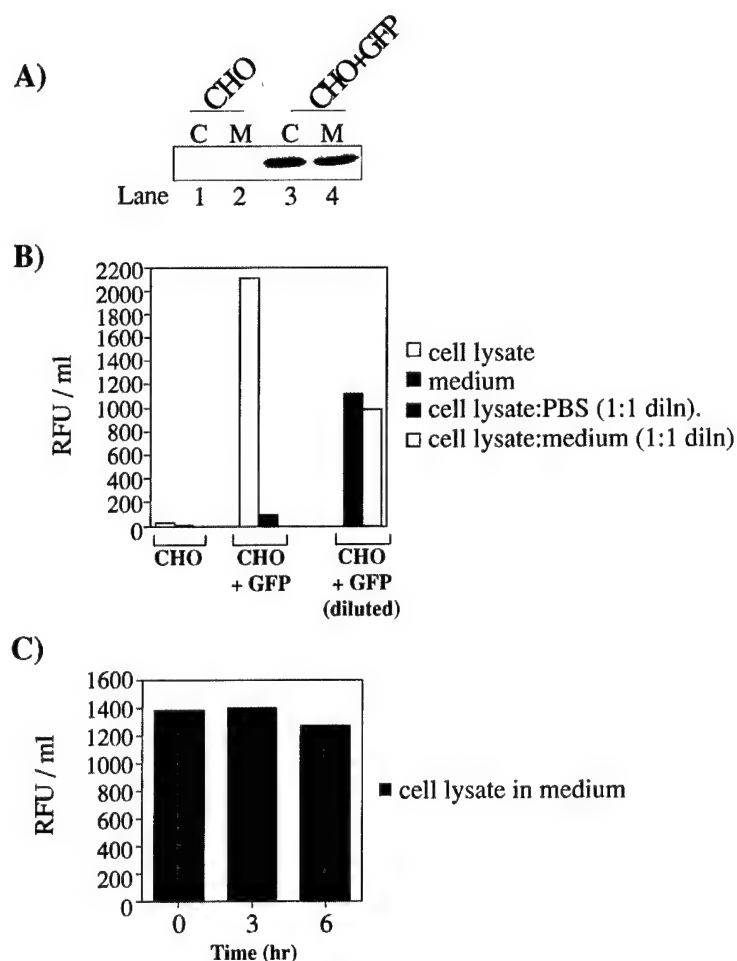 A)
CHO CHO+GFP
C M C M
Lane 1 2 3 4
B)
2200
2000
1800
1600
1400
1200
1000
800
600
400
200
0
RFU / ml
CHO
CHO
+ GFP
CHO
+ GFP
(diluted)
cell lysate
medium
cell lysate:PBS (1:1 diln).
cell lysate:medium (1:1 diln)
C)
1600
1400
1200
1000
800
600
400
200
0
RFU / ml
0 3 6
Time (hr)
cell lysate in medium